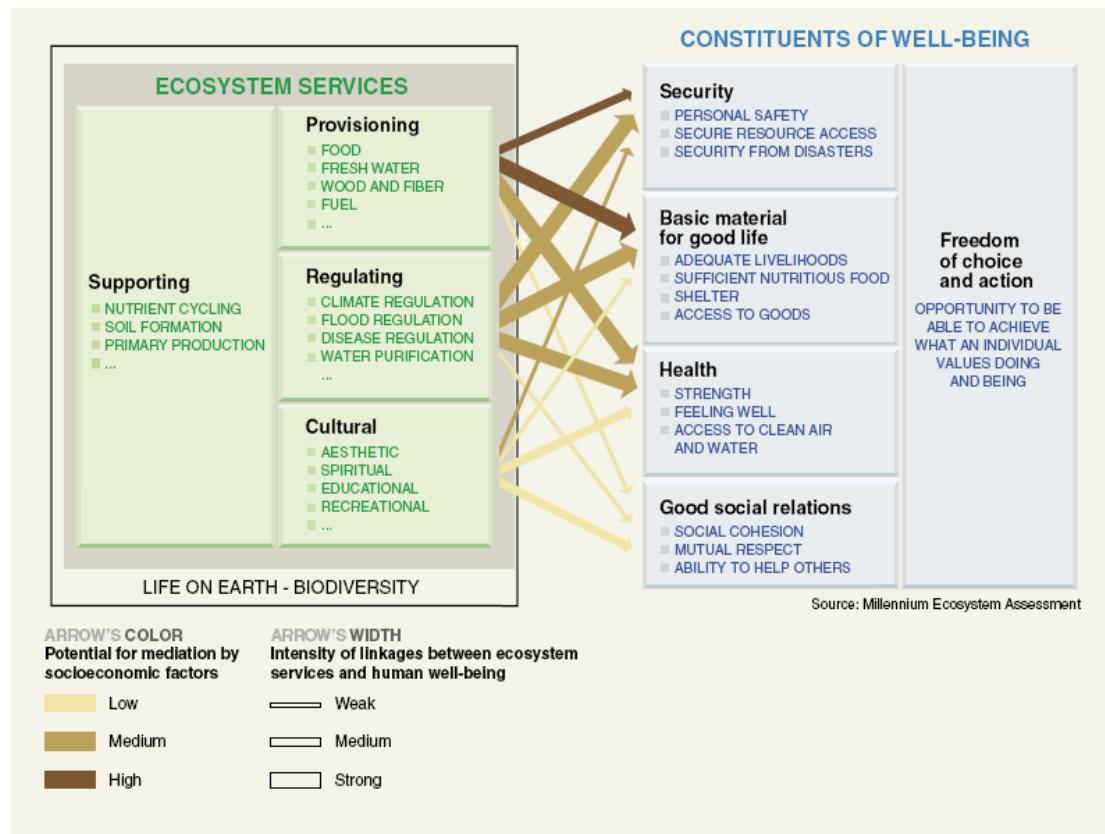 CONSTITUENTS OF WELL-BEING
ECOSYSTEM SERVICES
Supporting
NUTRIENT CYCLING
SOIL FORMATION
PRIMARY PRODUCTION
...
Provisioning
FOOD
FRESH WATER
WOOD AND FIBER
FUEL
...
Regulating
CLIMATE REGULATION
FLOOD REGULATION
DISEASE REGULATION
WATER PURIFICATION
...
Cultural
AESTHETIC
SPIRITUAL
EDUCATIONAL
RECREATIONAL
...
LIFE ON EARTH - BIODIVERSITY
Security
PERSONAL SAFETY
SECURE RESOURCE ACCESS
SECURITY FROM DISASTERS
Basic material
for good life
ADEQUATE LIVELIHOODS
SUFFICIENT NUTRITIOUS FOOD
SHELTER
ACCESS TO GOODS
Health
STRENGTH
FEELING WELL
ACCESS TO CLEAN AIR
AND WATER
Good social relations
SOCIAL COHESION
MUTUAL RESPECT
ABILITY TO HELP OTHERS
Freedom
of choice
and action
OPPORTUNITY TO BE
ABLE TO ACHIEVE
WHAT AN INDIVIDUAL
VALUES DOING
AND BEING
Source: Millennium Ecosystem Assessment
ARROW'S COLOR
Potential for mediation by
socioeconomic factors
Low
Medium
High
ARROW'S WIDTH
Intensity of linkages between ecosystem
services and human well-being
Weak
Medium
Strong